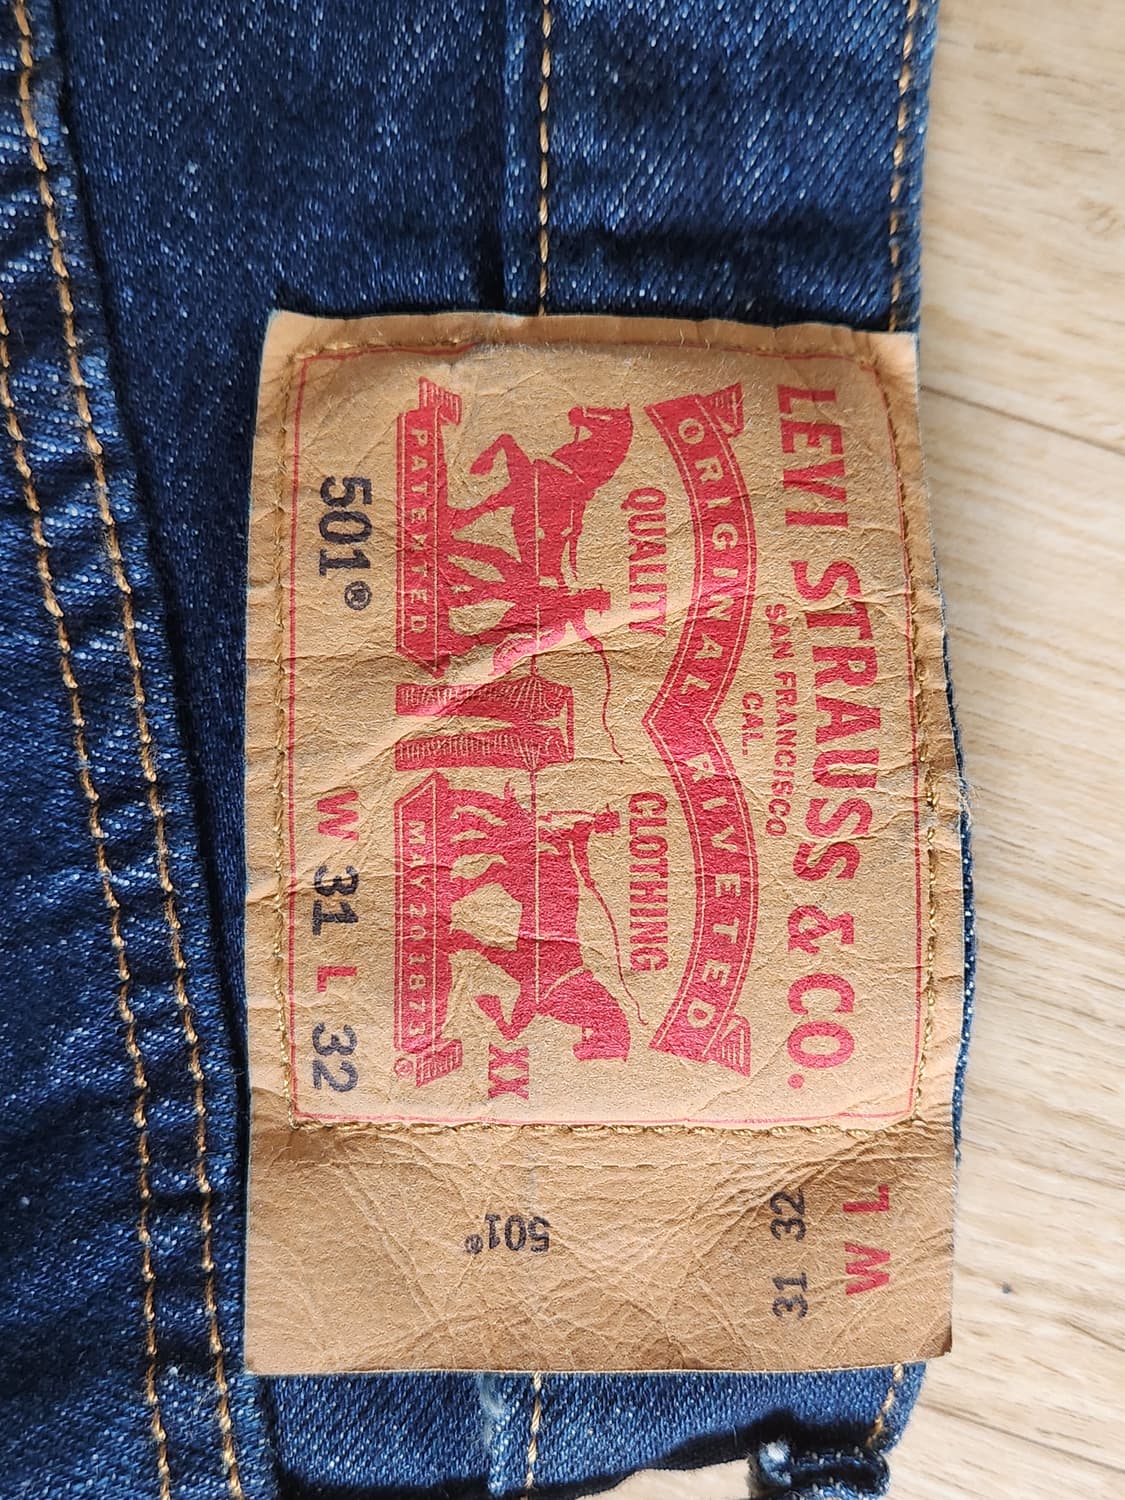 LEVI STRAUSS & CO.
SAN FRANCISCO
CAL.
ORIGINAL RIVETED
QUALITY CLOTHING
XX
PATENTED MAY 20 1873 ®
501® W 31 L 32
W L
31 32
501®